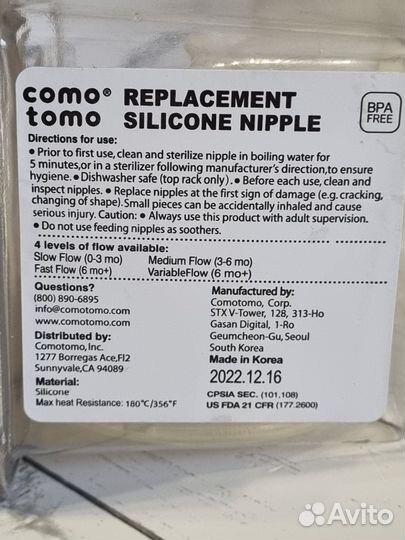 como® tomo
REPLACEMENT
SILICONE NIPPLE
BPA
FREE
Directions for use:
● Prior to first use, clean and sterilize nipple in boiling water for
5 minutes,or in a sterilizer following manufacturer's direction,to ensure
hygiene. ● Dishwasher safe (top rack only). ● Before each use, clean and
inspect nipples. ● Replace nipples at the first sign of damage (e.g. cracking,
changing of shape). Small pieces can be accidentally inhaled and cause
serious injury. Caution: ● Always use this product with adult supervision.
● Do not use feeding nipples as soothers.
4 levels of flow available:
Slow Flow (0-3 mo) Medium Flow (3-6 mo)
Fast Flow (6 mo+) VariableFlow (6 mo+)
Questions?
(800) 890-6895
info@comotomo.com
www.comotomo.com
Distributed by:
Comotomo,Inc.
1277 Borregas Ace,Fl2
Sunnyvale,CA 94089
Material:
Silicone
Max heat Resistance: 180°C/356°F
Manufactured by:
Comotomo, Corp.
STX V-Tower, 128, 313-Ho
Gasan Digital, 1-Ro
Geumcheon-Gu, Seoul
South Korea
Made in Korea
2022.12.16
CPSIA SEC. (101,108)
US FDA 21 CFR (177.2600)
Avito